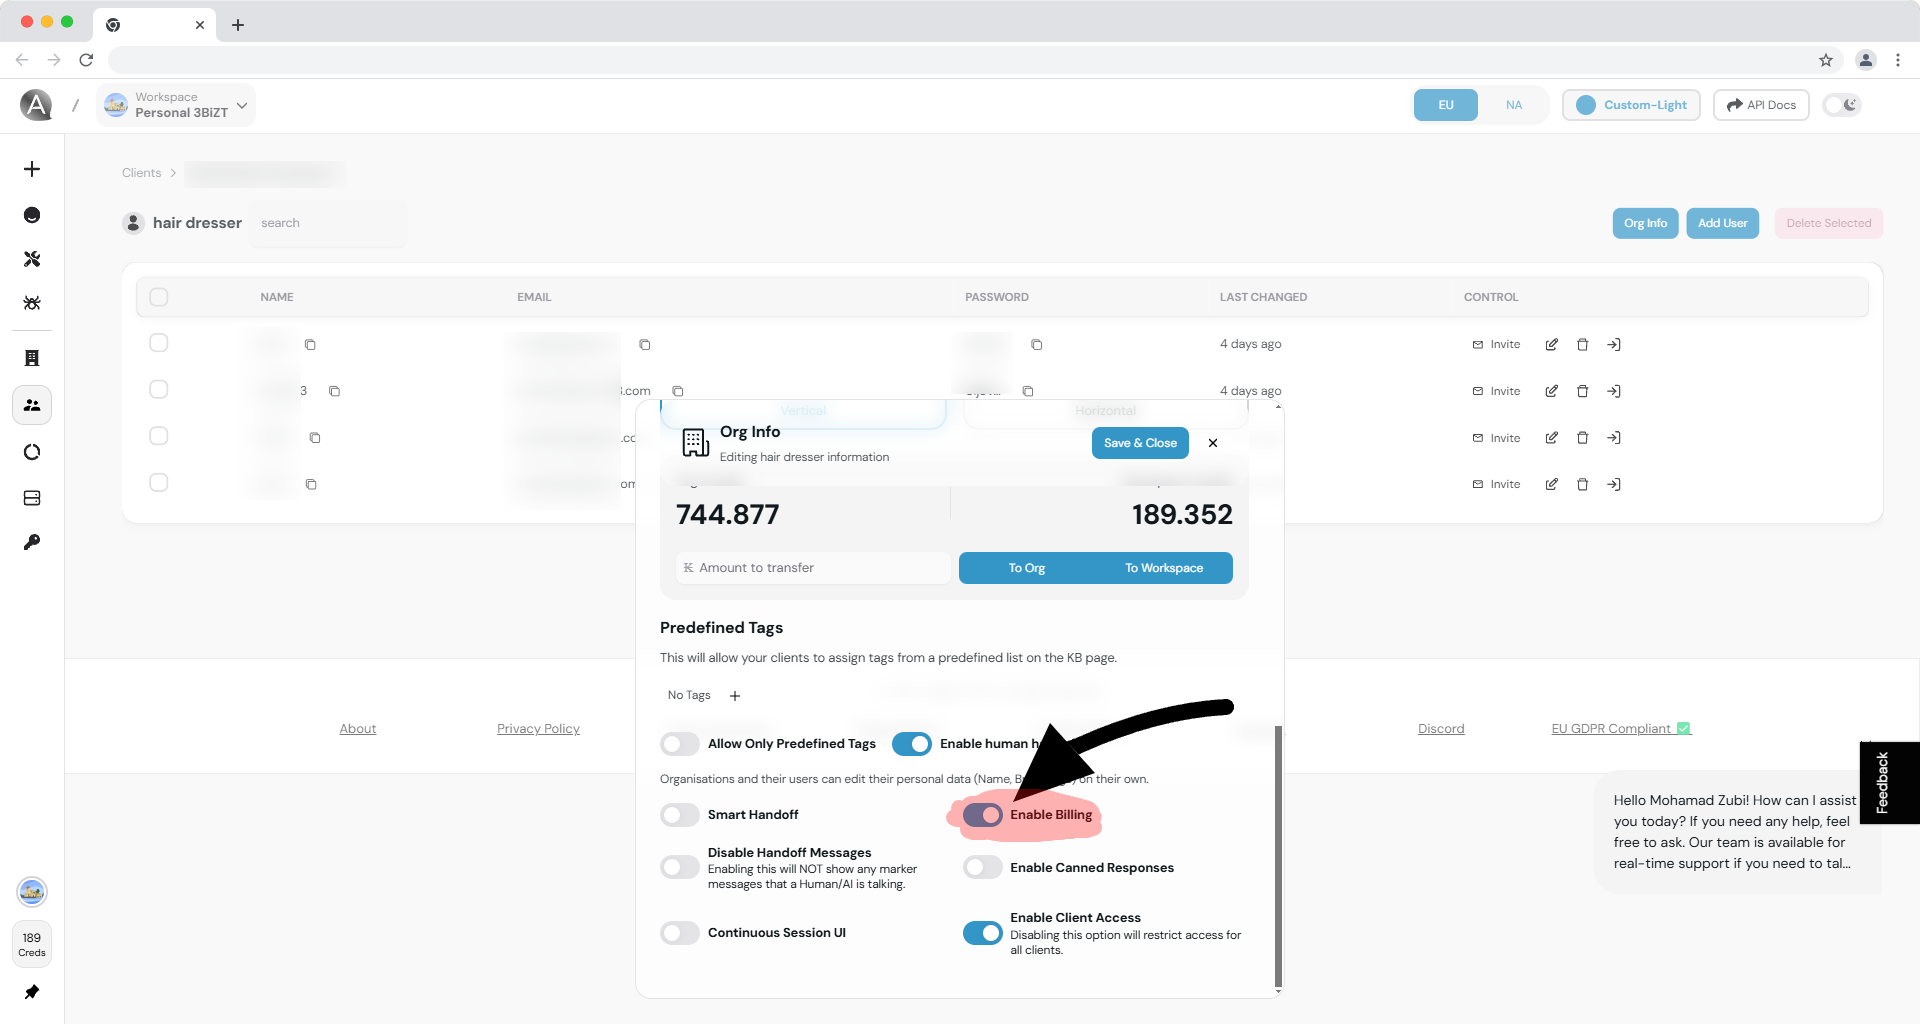 Workspace
Personal 3BiZT
EU
NA
Custom-Light
API Docs
Clients
hair dresser
search
Org Info
Add User
Delete Selected
NAME
EMAIL
PASSWORD
LAST CHANGED
CONTROL
4 days ago
Invite
3
.com
4 days ago
Invite
Vertical
Horizontal
Invite
Invite
Org Info
Editing hair dresser information
Save & Close
744.877
189.352
Amount to transfer
To Org
To Workspace
Predefined Tags
This will allow your clients to assign tags from a predefined list on the KB page.
No Tags
About
Privacy Policy
Discord
EU GDPR Compliant
Allow Only Predefined Tags
Enable human
Organisations and their users can edit their personal data (Name, on their own.
Smart Handoff
Enable Billing
Disable Handoff Messages
Enabling this will NOT show any marker
messages that a Human/AI is talking.
Enable Canned Responses
Continuous Session UI
Enable Client Access
Disabling this option will restrict access for
all clients.
Feedback
Hello Mohamad Zubi! How can I assist
you today? If you need any help, feel
free to ask. Our team is available for
real-time support if you need to tal...
189
Creds